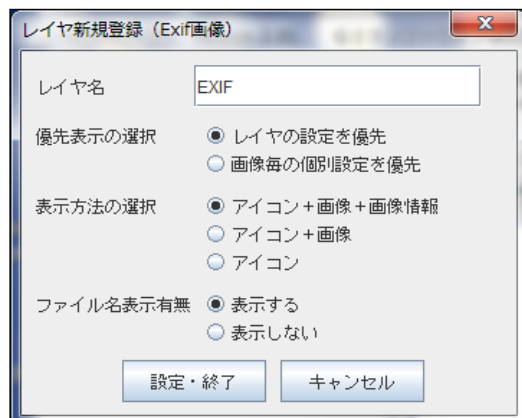 レイヤ新規登録（Exif画像）
レイヤ名 EXIF
優先表示の選択 レイヤの設定を優先
画像毎の個別設定を優先
表示方法の選択 アイコン＋画像＋画像情報
アイコン＋画像
アイコン
ファイル名表示有無 表示する
表示しない
設定・終了 キャンセル